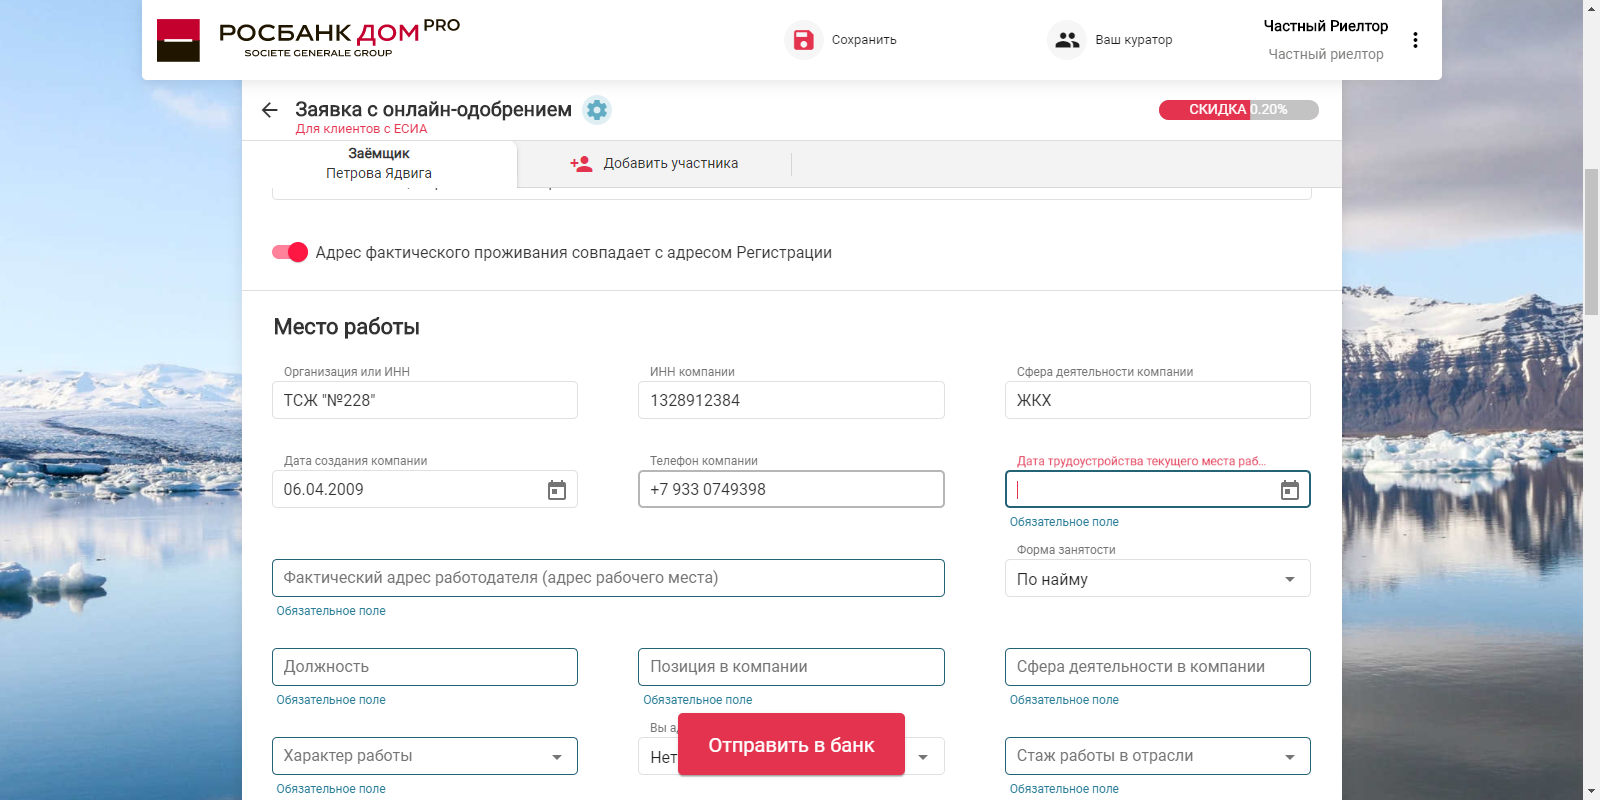 РОСБАНК ДОМ PRO
SOCIETE GENERALE GROUP
Сохранить
Ваш куратор
Частный Риелтор
Частный риелтор
Заявка с онлайн-одобрением
Для клиентов с ЕСИА
СКИДКА 0.20%
Заёмщик
Петрова Ядвига
Добавить участника
Адрес фактического проживания совпадает с адресом Регистрации
Место работы
Организация или ИНН
ИНН компании
Сфера деятельности компании
ТСЖ "№228"
1328912384
ЖКХ
Дата создания компании
Телефон компании
Дата трудоустройства текущего места раб...
06.04.2009
+7 933 0749398
Обязательное поле
Форма занятости
Фактический адрес работодателя (адрес рабочего места)
По найму
Обязательное поле
Должность
Позиция в компании
Сфера деятельности в компании
Обязательное поле
Обязательное поле
Обязательное поле
Вы
Характер работы
Нет
Отправить в банк
Стаж работы в отрасли
Обязательное поле
Обязательное поле